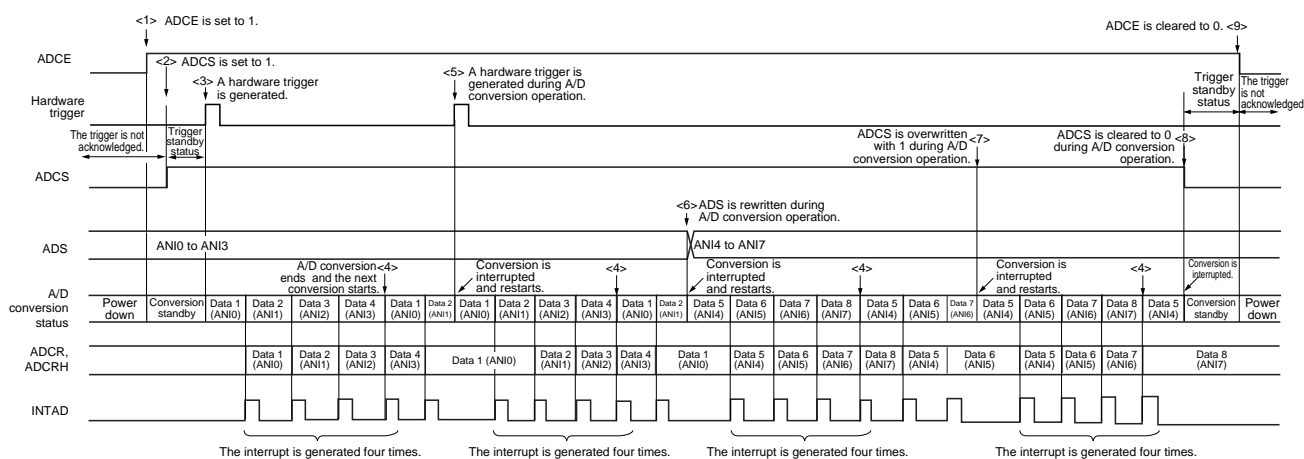 <1> ADCE is set to 1.
ADCE is cleared to 0. <9>
ADCE
<2> ADCS is set to 1.
<3> A hardware trigger
is generated.
<5> A hardware trigger is
generated during A/D
conversion operation.
Trigger
standby
status
The trigger
is not
acknowledged
Hardware
trigger
The trigger is not
acknowledged.
Trigger
standby
status
ADCS is overwritten
with 1 during A/D
conversion operation.
<7>
ADCS is cleared to 0
during A/D conversion
operation.
<8>
ADCS
<6> ADS is rewritten during
A/D conversion operation.
ADS
ANI0 to ANI3
ANI4 to ANI7
A/D conversion
ends and the next
conversion starts.
<4>
Conversion is
interrupted
and restarts.
<4>
Conversion is
interrupted
and restarts.
<4>
Conversion is
interrupted
and restarts.
<4>
Conversion is
interrupted.
A/D
conversion
status
Power
down
Conversion
standby
Data 1
(ANI0)
Data 2
(ANI1)
Data 3
(ANI2)
Data 4
(ANI3)
Data 1
(ANI0)
Data 2
(ANI1)
Data 1
(ANI0)
Data 2
(ANI1)
Data 3
(ANI2)
Data 4
(ANI3)
Data 1
(ANI0)
Data 2
(ANI1)
Data 5
(ANI4)
Data 6
(ANI5)
Data 7
(ANI6)
Data 8
(ANI7)
Data 5
(ANI4)
Data 6
(ANI5)
Data 7
(ANI6)
Data 5
(ANI4)
Data 6
(ANI5)
Data 7
(ANI6)
Data 8
(ANI7)
Data 5
(ANI4)
Conversion
standby
Power
down
ADCR,
ADCRH
Data 1
(ANI0)
Data 2
(ANI1)
Data 3
(ANI2)
Data 4
(ANI3)
Data 1 (ANI0)
Data 2
(ANI1)
Data 3
(ANI2)
Data 4
(ANI3)
Data 1
(ANI0)
Data 5
(ANI4)
Data 6
(ANI5)
Data 7
(ANI6)
Data 8
(ANI7)
Data 5
(ANI4)
Data 6
(ANI5)
Data 5
(ANI4)
Data 6
(ANI5)
Data 7
(ANI6)
Data 8
(ANI7)
INTAD
The interrupt is generated four times.
The interrupt is generated four times.
The interrupt is generated four times.
The interrupt is generated four times.